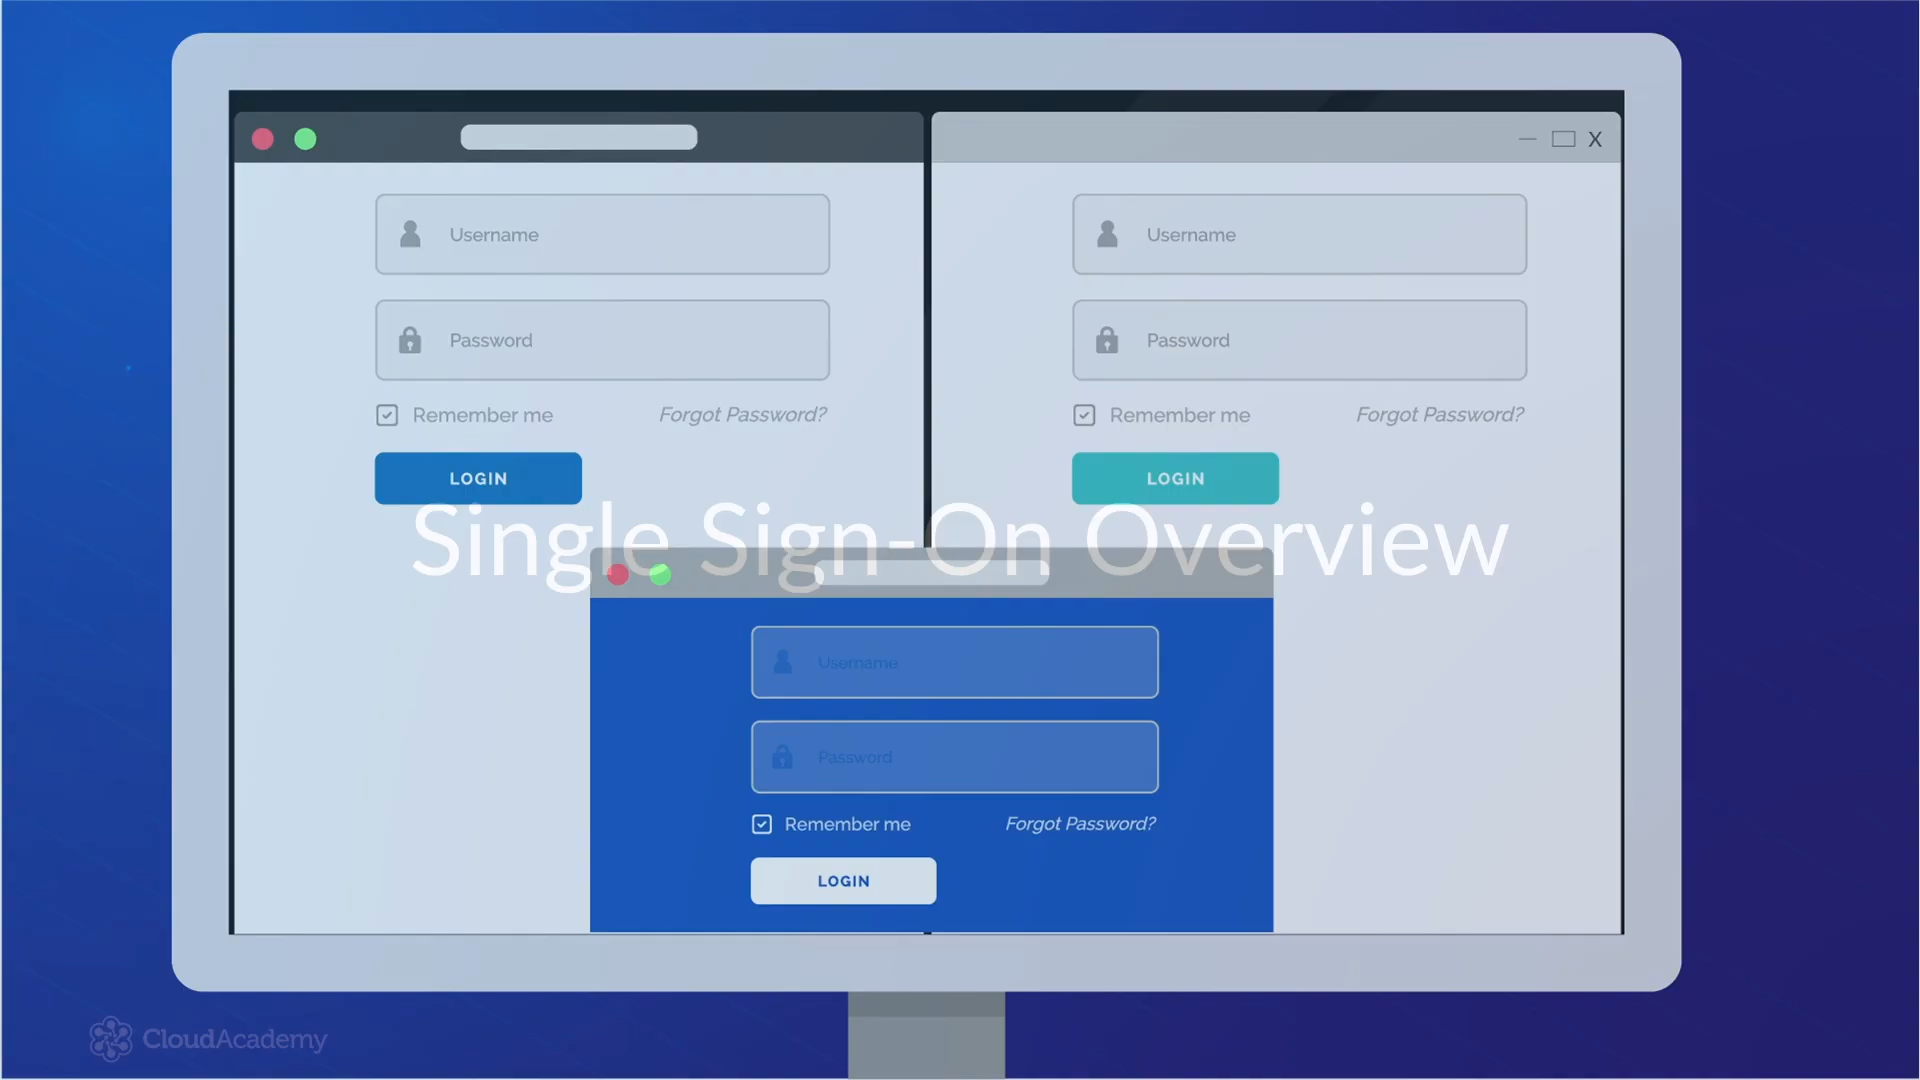 X
Username
Password
Remember me Forgot Password?
LOGIN
Username
Password
Remember me Forgot Password?
LOGIN
Single Sign-On Overview
Username
Password
Remember me Forgot Password?
LOGIN
CloudAcademy